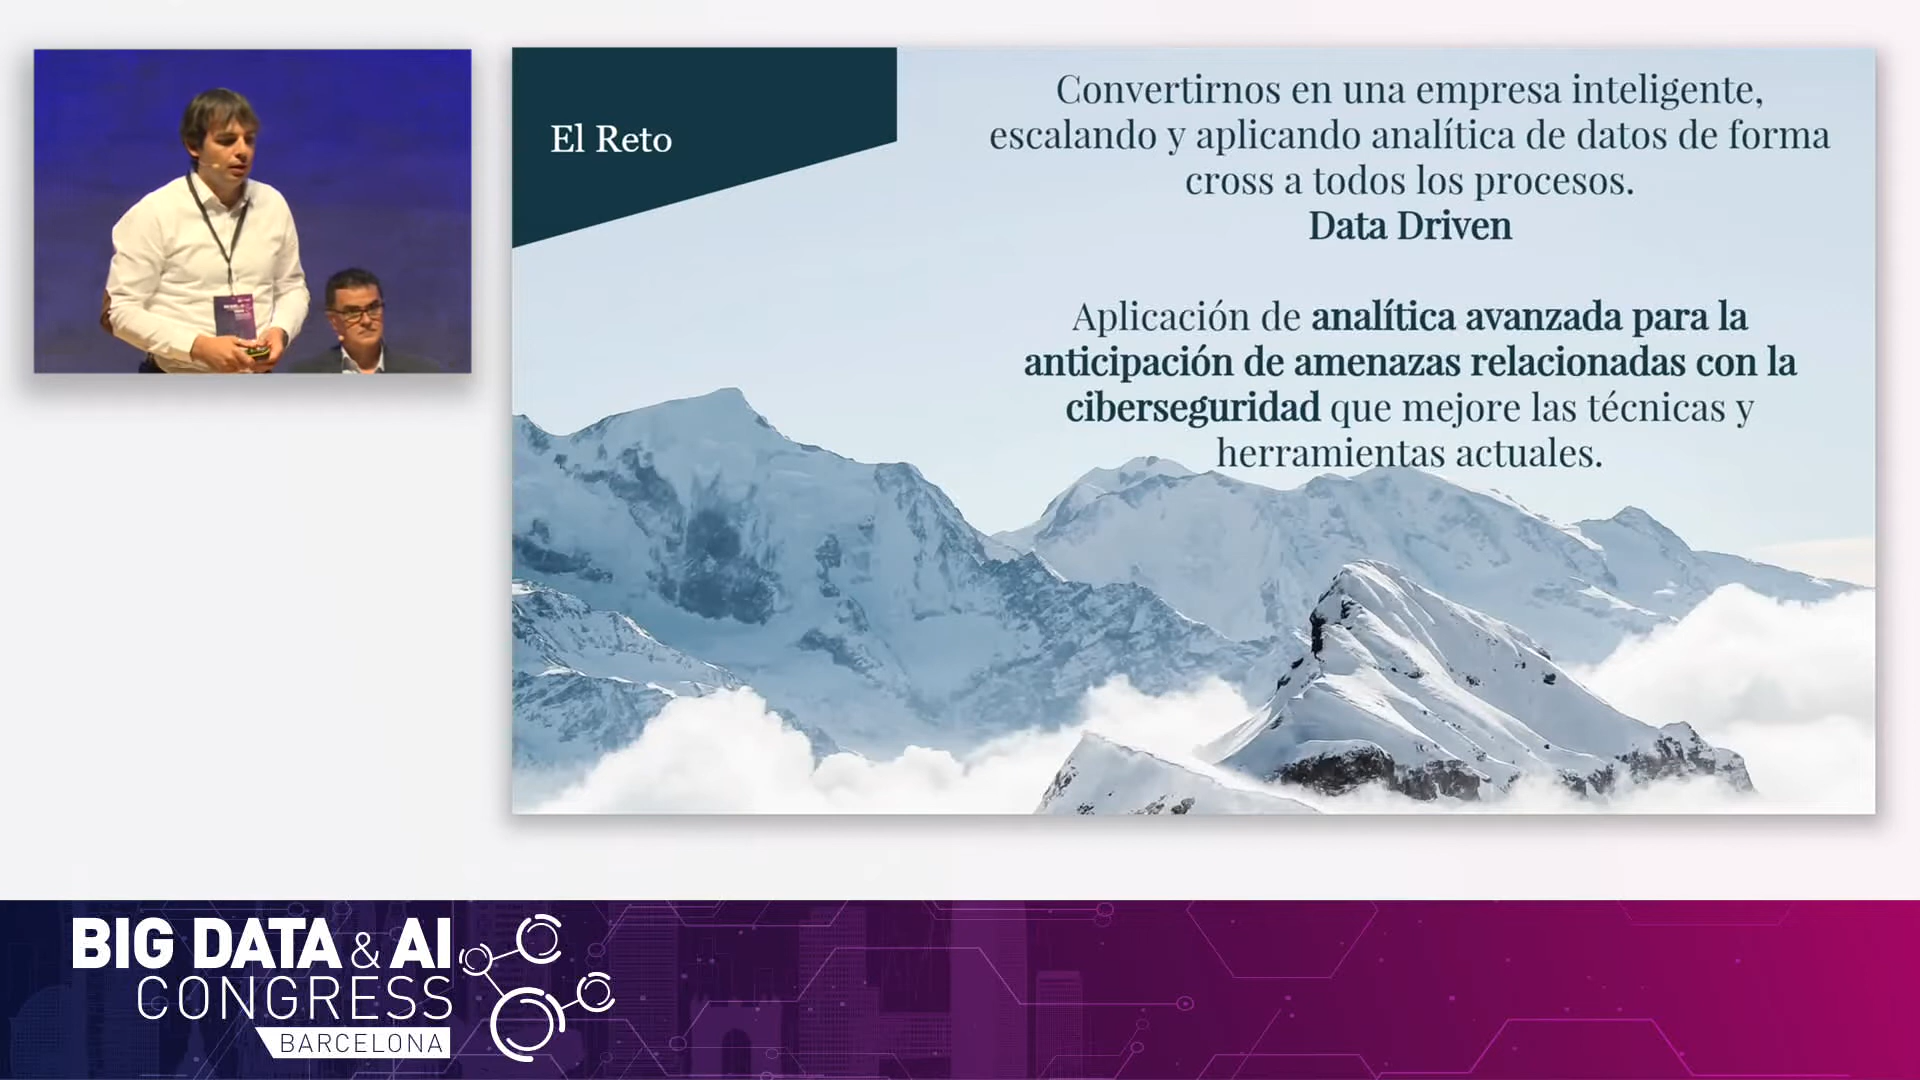 El Reto
Convertirnos en una empresa inteligente,
escalando y aplicando analítica de datos de forma
cross a todos los procesos.
Data Driven
Aplicación de analítica avanzada para la
anticipación de amenazas relacionadas con la
ciberseguridad que mejore las técnicas y
herramientas actuales.
BIG DATA & AI
CONGRESS
BARCELONA